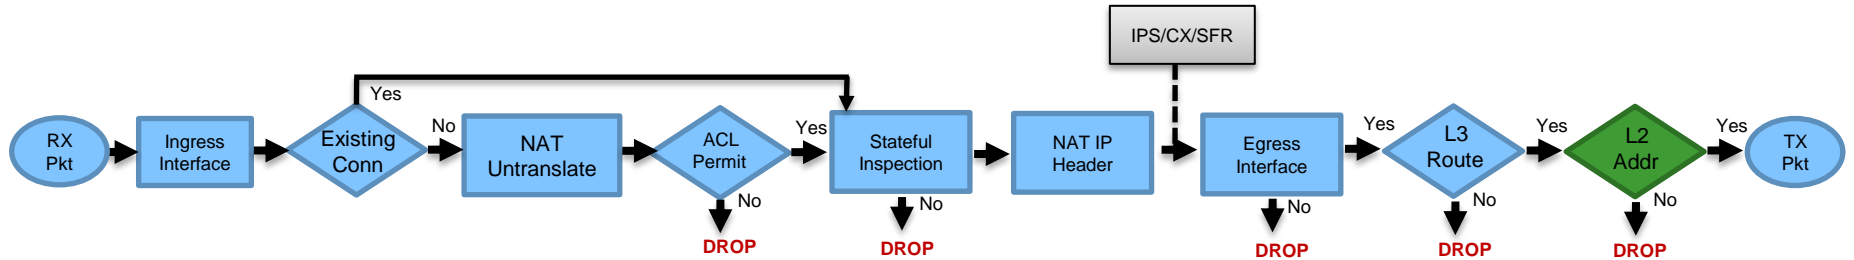 IPS/CX/SFR
RX
Pkt
Ingress
Interface
Existing
Conn
Yes
No
NAT
Untranslate
ACL
Permit
Yes
No
DROP
Stateful
Inspection
No
DROP
NAT IP
Header
Egress
Interface
Yes
No
DROP
L3
Route
Yes
No
DROP
L2
Addr
Yes
No
DROP
TX
Pkt